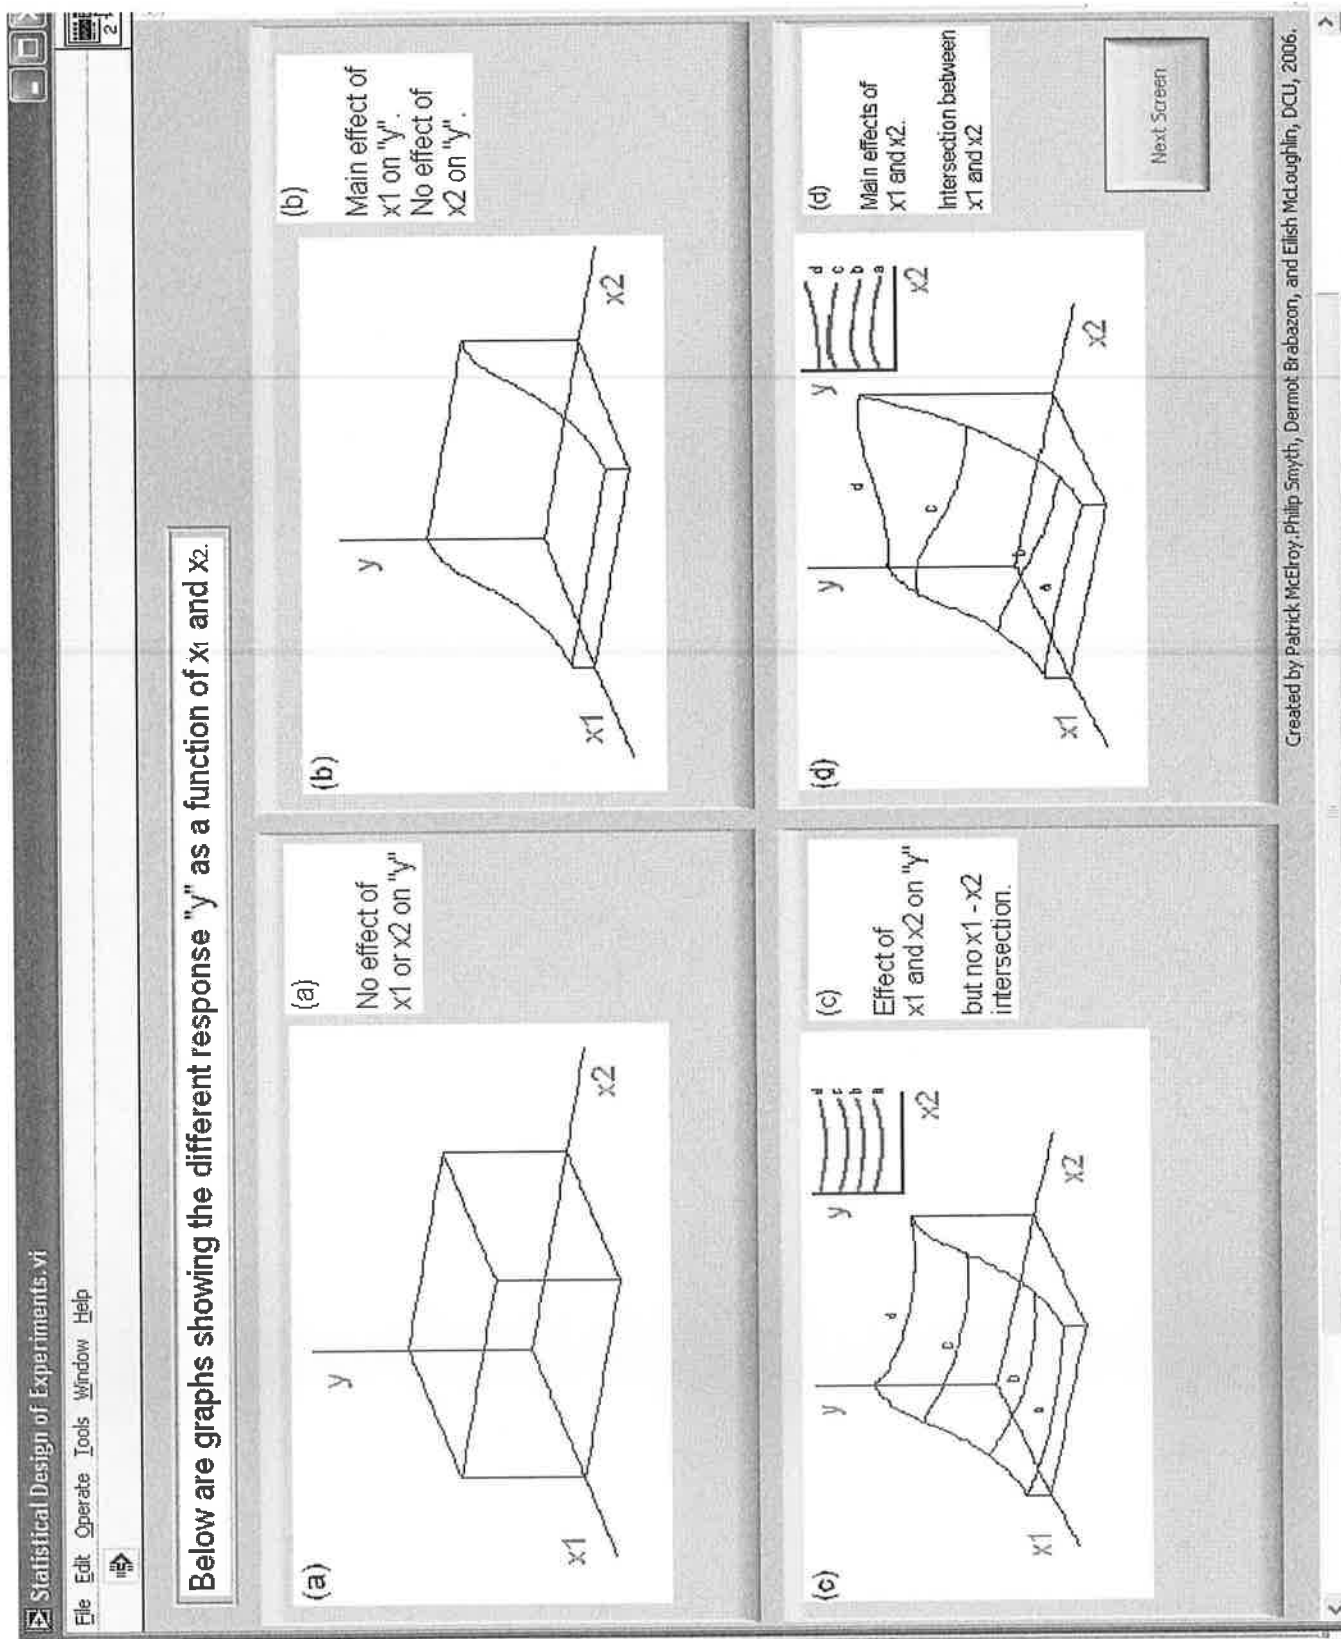 Statistical Design of Experiments.vi
File Edit Operate Tools Window Help
Below are graphs showing the different response "y" as a function of x1 and x2.
(a)
y
x1
x2
(a)
No effect of
x1 or x2 on "y"
(b)
y
x1
x2
(b)
Main effect of
x1 on "y".
No effect of
x2 on "y".
(c)
y
x1
x2
a
b
c
d
y
x2
d
c
b
a
(c)
Effect of
x1 and x2 on "y"
but no x1 - x2
intersection.
(d)
y
x1
x2
a
b
c
d
y
x2
d
c
b
a
(d)
Main effects of
x1 and x2.
Intersection between
x1 and x2
Next Screen
Created by Patrick McElroy, Philip Smyth, Dermot Brabazon, and Eilish McLoughlin, DCU, 2006.